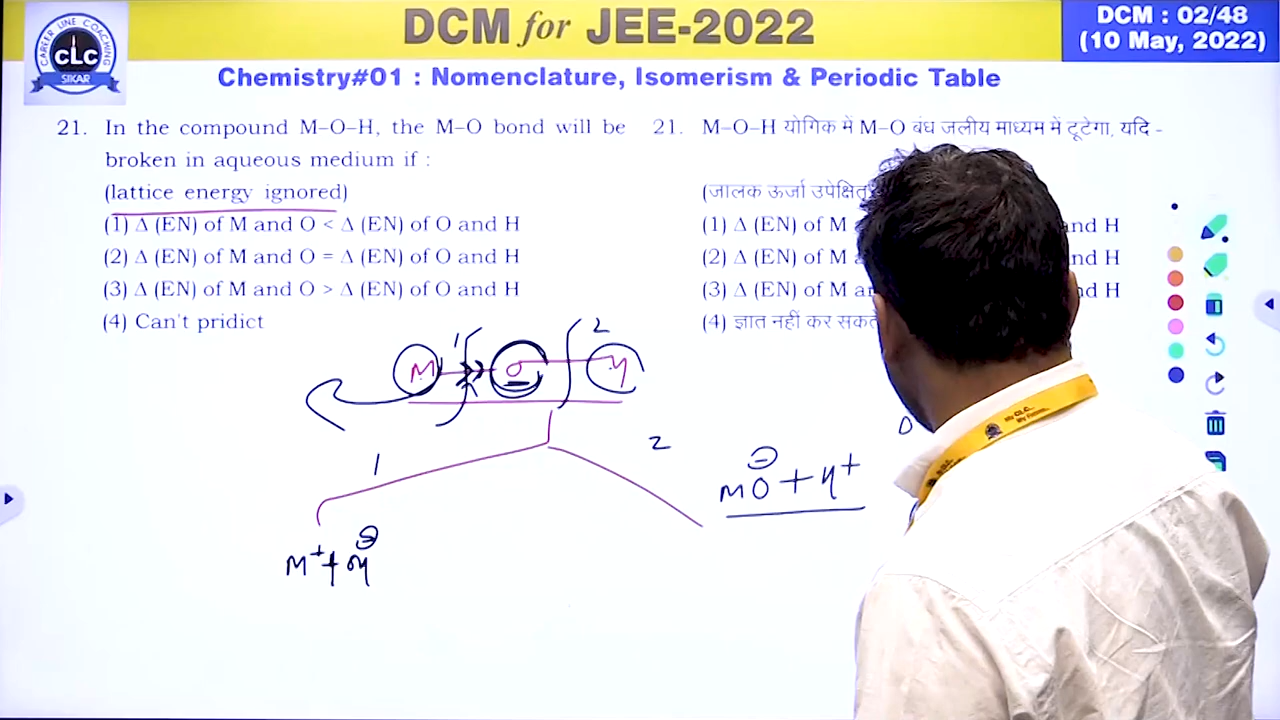 DCM for JEE-2022
DCM : 02/48
(10 May, 2022)
CAREER LINE COACHING
CLC
SIKAR
Chemistry#01 : Nomenclature, Isomerism & Periodic Table
21. In the compound M–O–H, the M–O bond will be
broken in aqueous medium if :
(lattice energy ignored)
(1) Δ (EN) of M and O < Δ (EN) of O and H
(2) Δ (EN) of M and O = Δ (EN) of O and H
(3) Δ (EN) of M and O > Δ (EN) of O and H
(4) Can't pridict
21. M–O–H योगिक में M–O बंध जलीय माध्यम में टूटेगा, यदि -
(जालक ऊर्जा उपेक्षित
(1) Δ (EN) of M and H
(2) Δ (EN) of M nd H
(3) Δ (EN) of M nd H
(4) ज्ञात नहीं कर
1 2
M O H
1 2
MO⊖ + H+
M+ + OH⊖
CLC